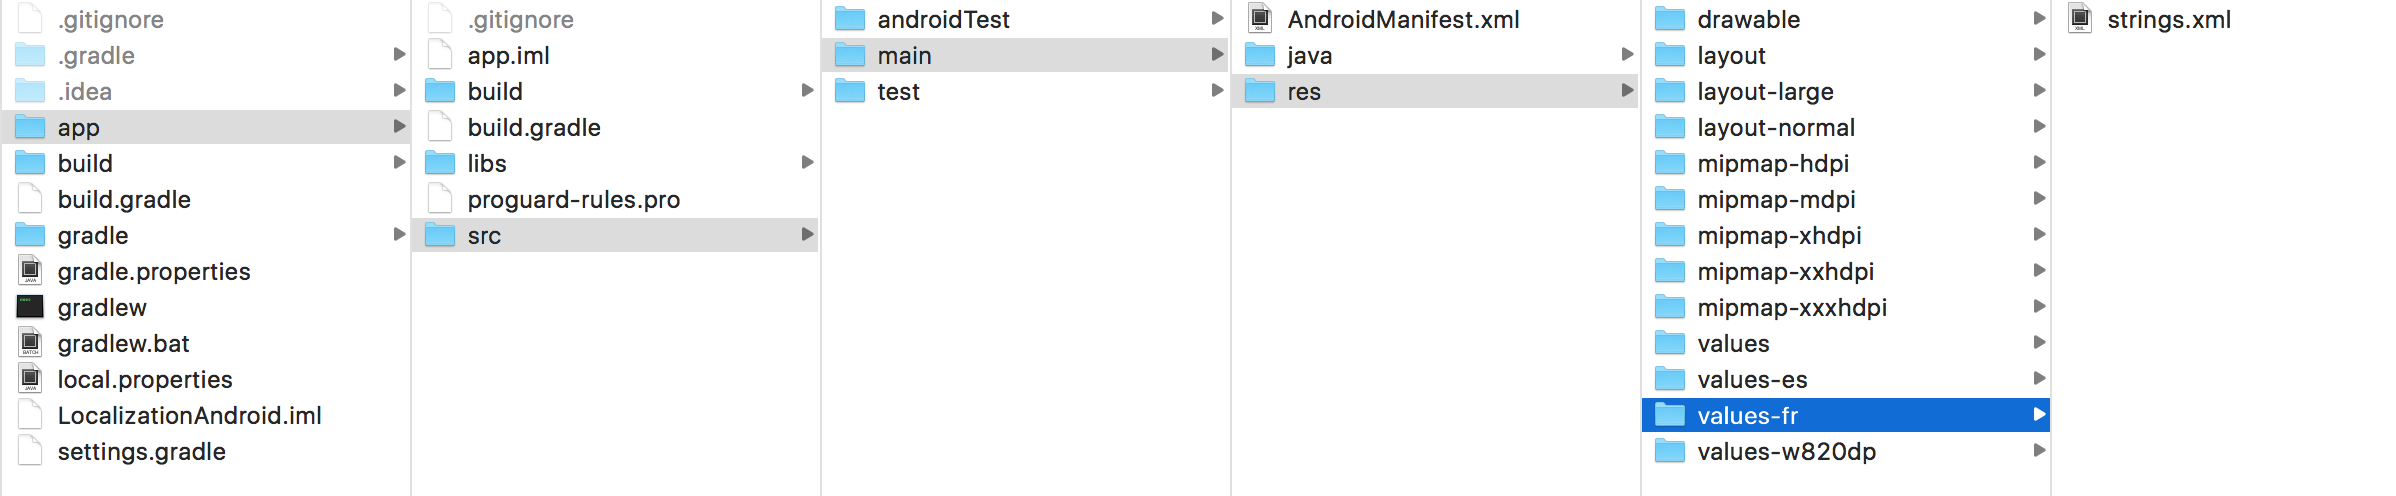 .gitignore
.gradle
.idea
app
build
build.gradle
gradle
gradle.properties
gradlew
gradlew.bat
local.properties
LocalizationAndroid.iml
settings.gradle
.gitignore
app.iml
build
build.gradle
libs
proguard-rules.pro
src
androidTest
main
test
AndroidManifest.xml
java
res
drawable
layout
layout-large
layout-normal
mipmap-hdpi
mipmap-mdpi
mipmap-xhdpi
mipmap-xxhdpi
mipmap-xxxhdpi
values
values-es
values-fr
values-w820dp
strings.xml